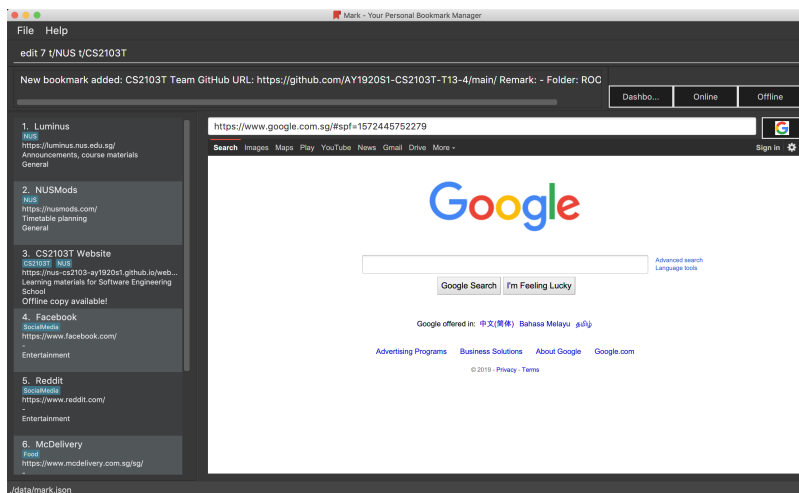 Mark - Your Personal Bookmark Manager
File Help
edit 7 t/NUS t/CS2103T
New bookmark added: CS2103T Team GitHub URL: https://github.com/AY1920S1-CS2103T-T13-4/main/ Remark: - Folder: ROO
Dashbo... Online Offline
1. Luminus
NUS
https://luminus.nus.edu.sg/
Announcements, course materials
General
2. NUSMods
NUS
https://nusmods.com/
Timetable planning
General
3. CS2103T Website
CS2103T NUS
https://nus-cs2103-ay1920s1.github.io/web...
Learning materials for Software Engineering
School
Offline copy available!
4. Facebook
SocialMedia
https://www.facebook.com/
-
Entertainment
5. Reddit
SocialMedia
https://www.reddit.com/
-
Entertainment
6. McDelivery
Food
https://www.mcdelivery.com.sg/sg/
-
https://www.google.com.sg/#spf=1572445752279
G
Search Images Maps Play YouTube News Gmail Drive More Sign in
Google
Advanced search
Language tools
Google Search I'm Feeling Lucky
Google offered in: 中文(简体) Bahasa Melayu தமிழ்
Advertising Programs Business Solutions About Google Google.com
© 2019 - Privacy - Terms
./data/mark.json